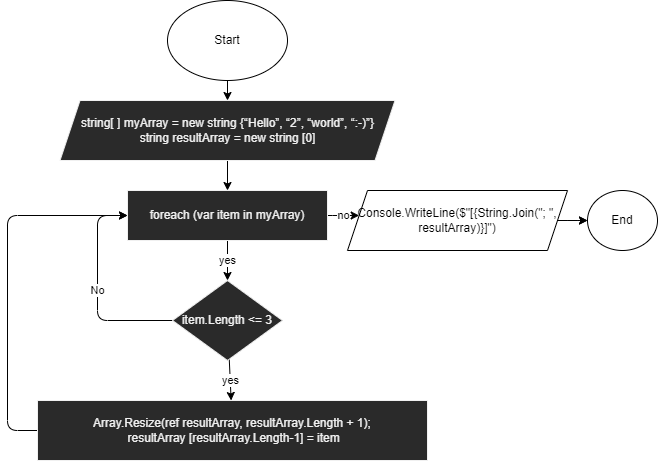 Start
string[ ] myArray = new string {“Hello”, “2”, “world”, “:-)”}
string resultArray = new string [0]
foreach (var item in myArray)
no
Console.WriteLine($"[{String.Join("; ",
resultArray)}]")
End
yes
No
item.Length <= 3
yes
Array.Resize(ref resultArray, resultArray.Length + 1);
resultArray [resultArray.Length-1] = item